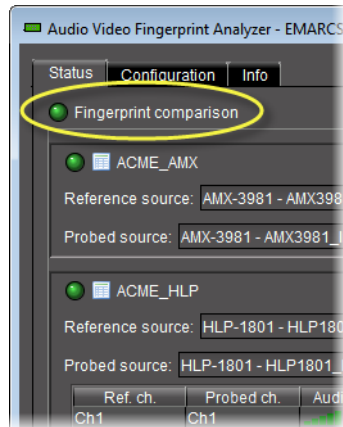 Audio Video Fingerprint Analyzer - EMARCS
Status Configuration Info
Fingerprint comparison
ACME_AMX
Reference source: AMX-3981 - AMX398
Probed source: AMX-3981 - AMX3981_
ACME_HLP
Reference source: HLP-1801 - HLP180
Probed source: HLP-1801 - HLP1801_
Ref. ch. Probed ch. Audi
Ch1 Ch1